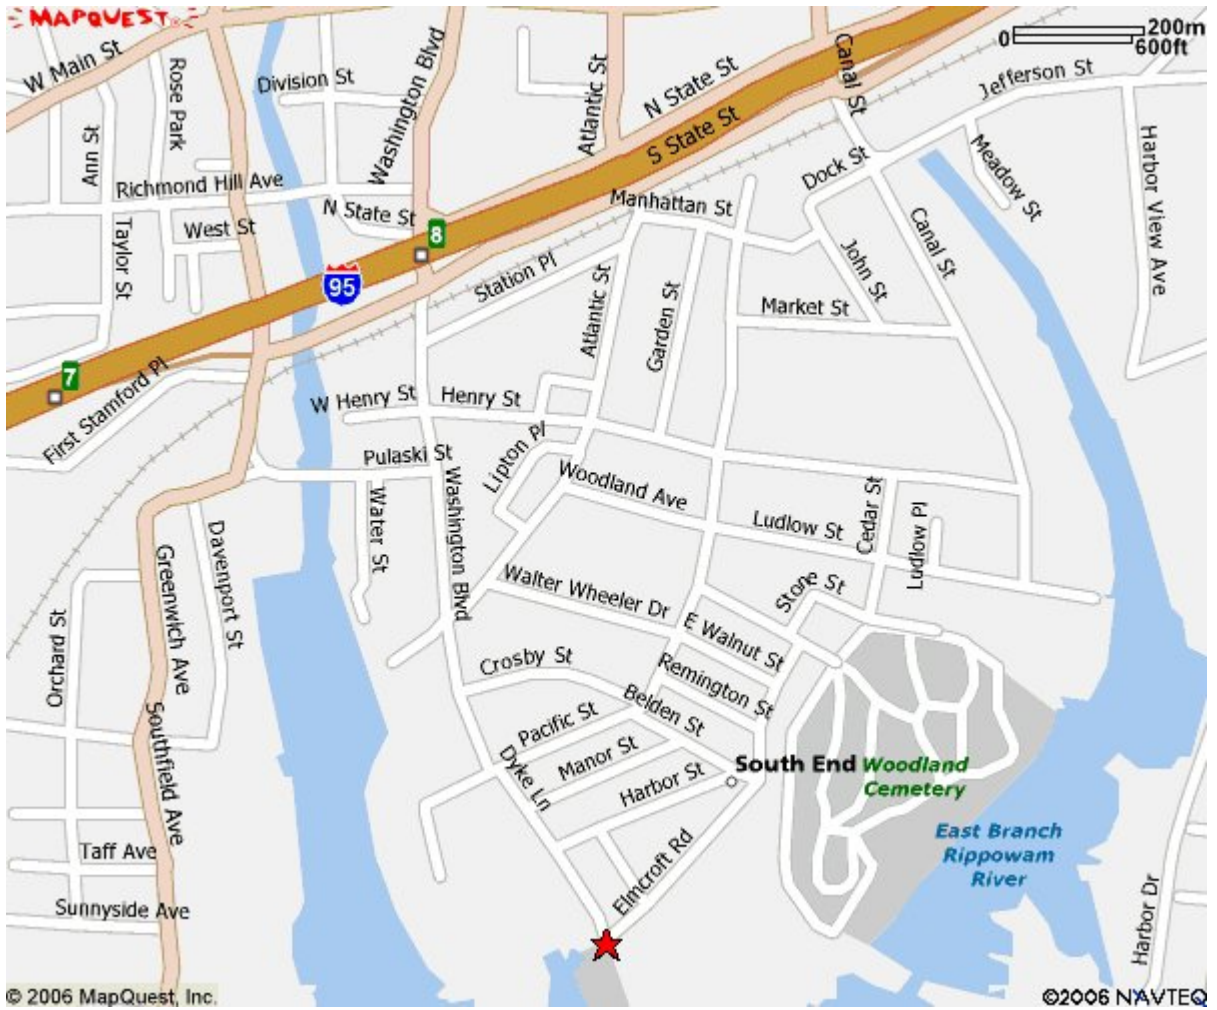 MAPQUEST
200m
0
600ft
W Main St
Rose Park
Division St
Washington Blvd
Atlantic St
N State St
Canal St
Jefferson St
S State St
Ann St
Harbor View Ave
Meadow St
Dock St
Richmond Hill Ave
Manhattan St
N State St
Taylor St
West St
8
Canal St
John St
Station Pl
95
Atlantic St
Garden St
Market St
7
First Stamford Pl
W Henry St
Henry St
Lipton Pl
Pulaski St
Woodland Ave
Water St
Washington Blvd
Cedar St
Ludlow St
Ludlow Pl
Davenport St
Greenwich Ave
Walter Wheeler Dr
Stone St
Orchard St
E Walnut St
Crosby St
Remington St
Belden St
Pacific St
Southfield Ave
Dyke Ln
Manor St
Harbor St
South End
Woodland
Cemetery
East Branch
Rippowam
River
Elmcroft Rd
Taff Ave
Sunnyside Ave
Harbor Dr
© 2006 MapQuest, Inc.
©2006 NAVTEQ